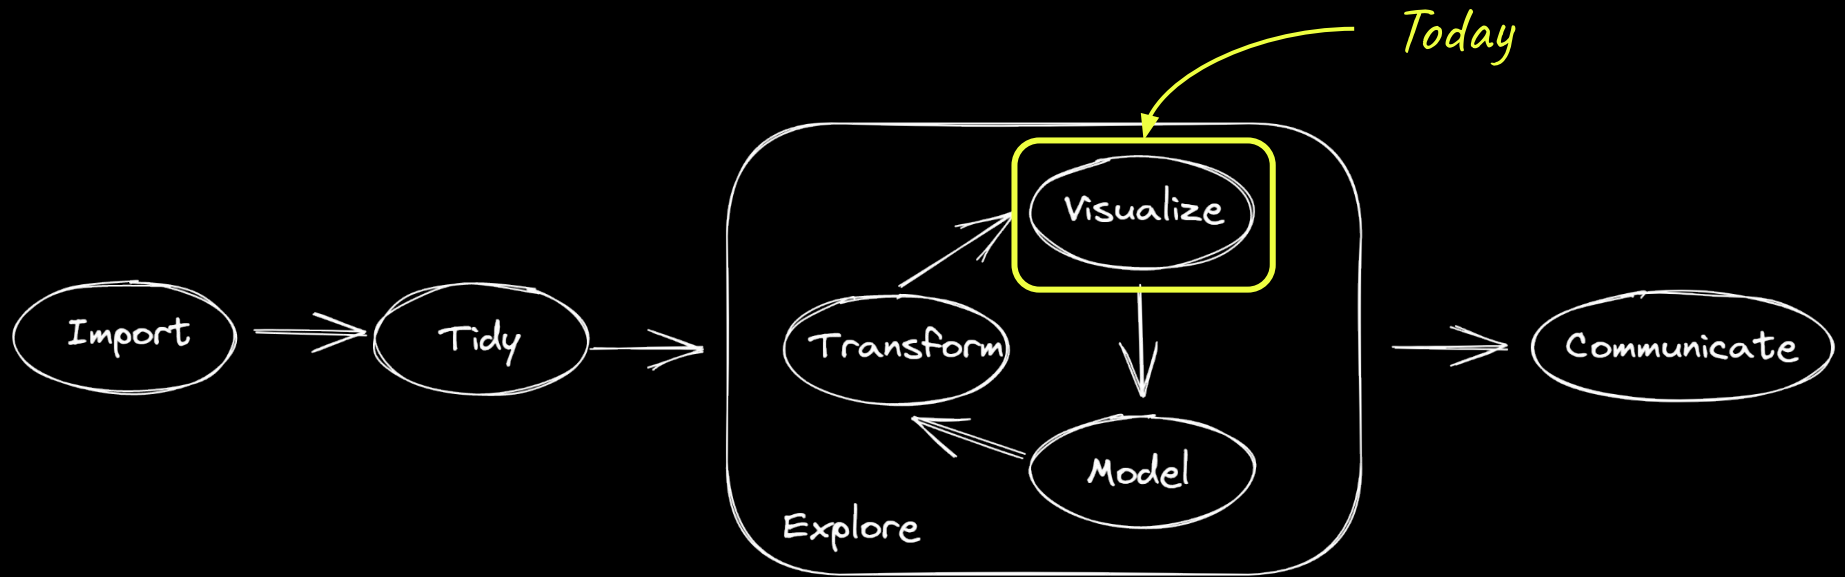 Today
Import
Tidy
Transform
Visualize
Model
Explore
Communicate